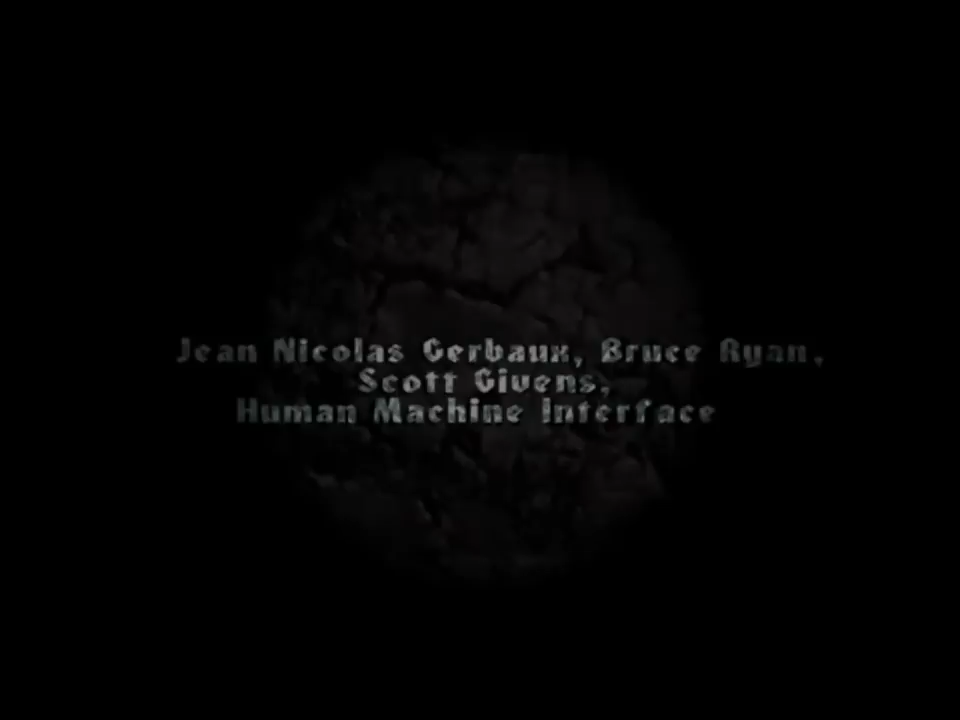 Jean Nicolas Gerbaux, Bruce Ryan,
Scott Givens,
Human Machine Interface